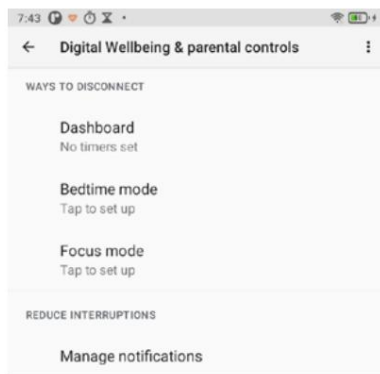 7:43
Digital Wellbeing & parental controls
WAYS TO DISCONNECT
Dashboard
No timers set
Bedtime mode
Tap to set up
Focus mode
Tap to set up
REDUCE INTERRUPTIONS
Manage notifications